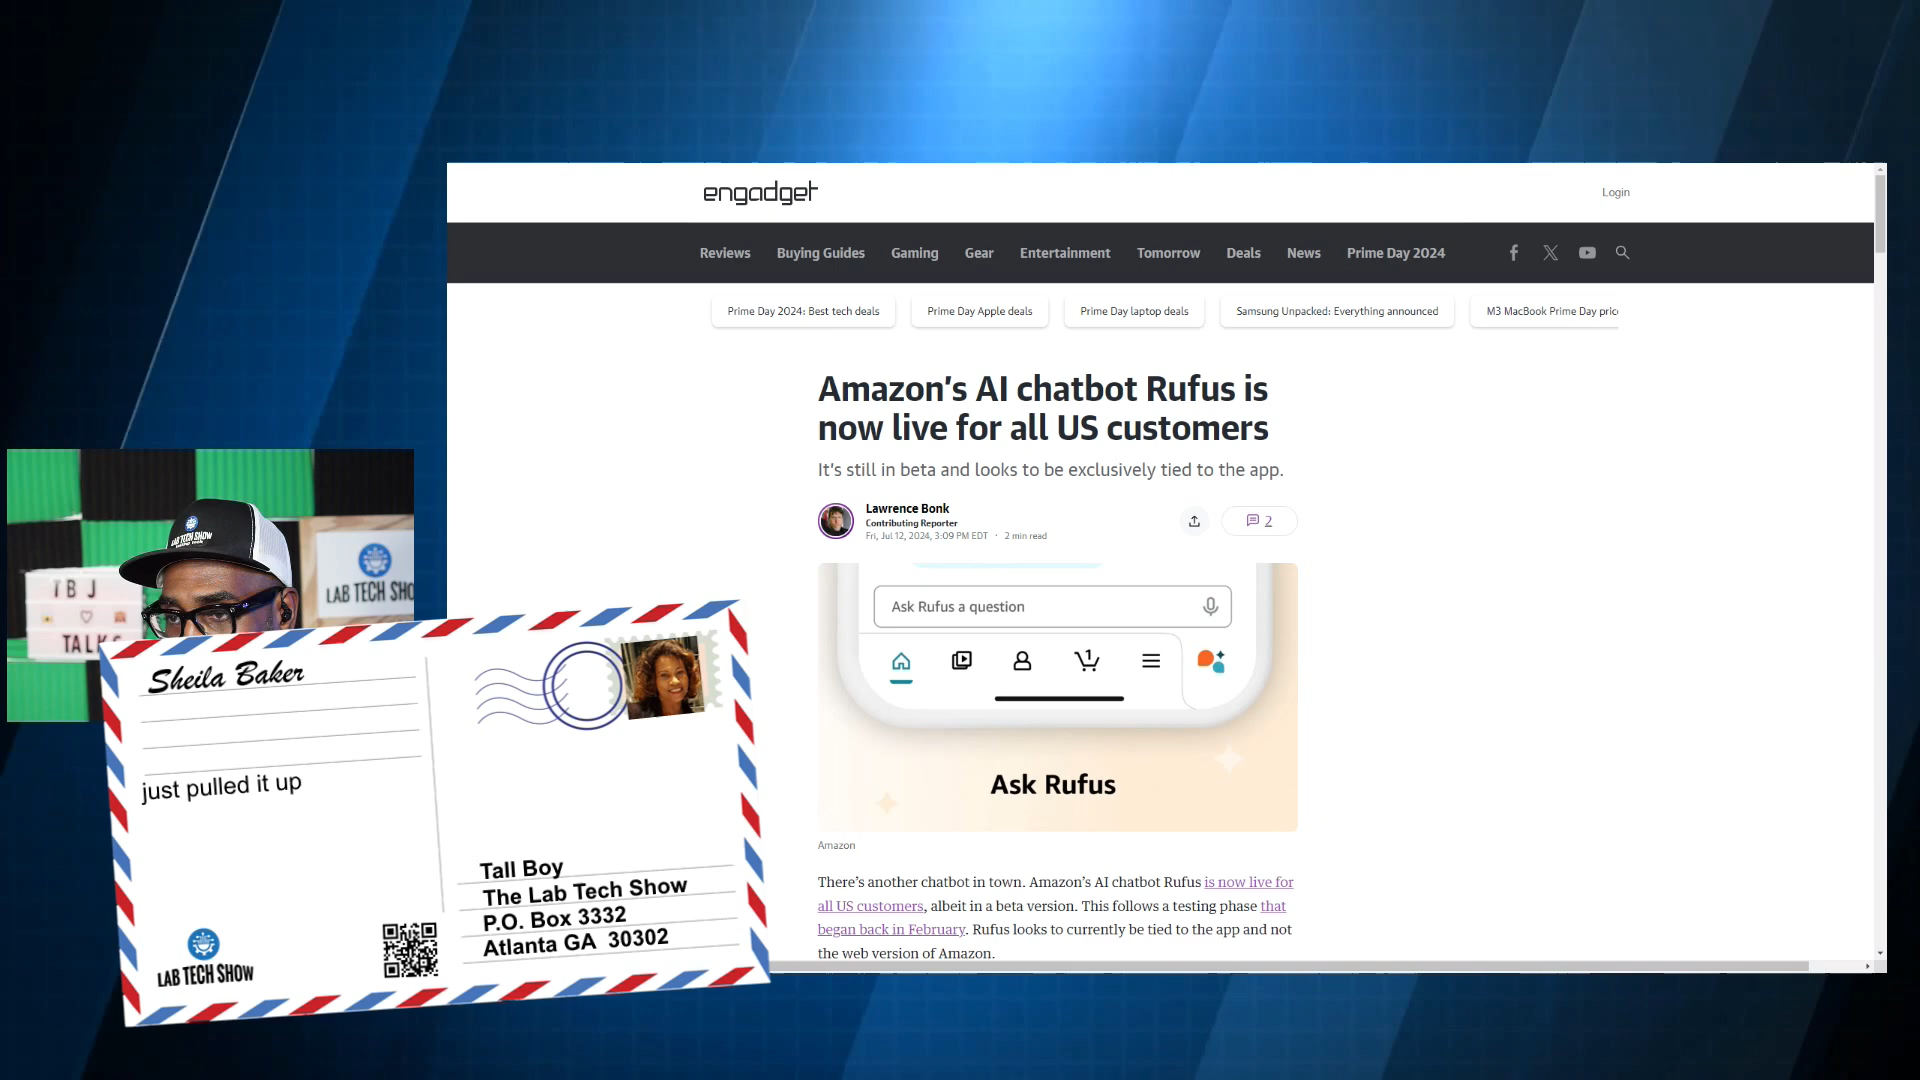 engadget
Login
Reviews Buying Guides Gaming Gear Entertainment Tomorrow Deals News Prime Day 2024
Prime Day 2024: Best tech deals Prime Day Apple deals Prime Day laptop deals Samsung Unpacked: Everything announced M3 MacBook Prime Day pric
Amazon’s AI chatbot Rufus is
now live for all US customers
It’s still in beta and looks to be exclusively tied to the app.
Lawrence Bonk
Contributing Reporter
Fri, Jul 12, 2024, 3:09 PM EDT · 2 min read
2
Ask Rufus a question
1
Ask Rufus
Amazon
There’s another chatbot in town. Amazon’s AI chatbot Rufus is now live for
all US customers, albeit in a beta version. This follows a testing phase that
began back in February. Rufus looks to currently be tied to the app and not
the web version of Amazon.
LAB TECH SHOW
LAB TECH SHO
TBJ
TALKS
Sheila Baker
just pulled it up
Tall Boy
The Lab Tech Show
P.O. Box 3332
Atlanta GA 30302
LAB TECH SHOW